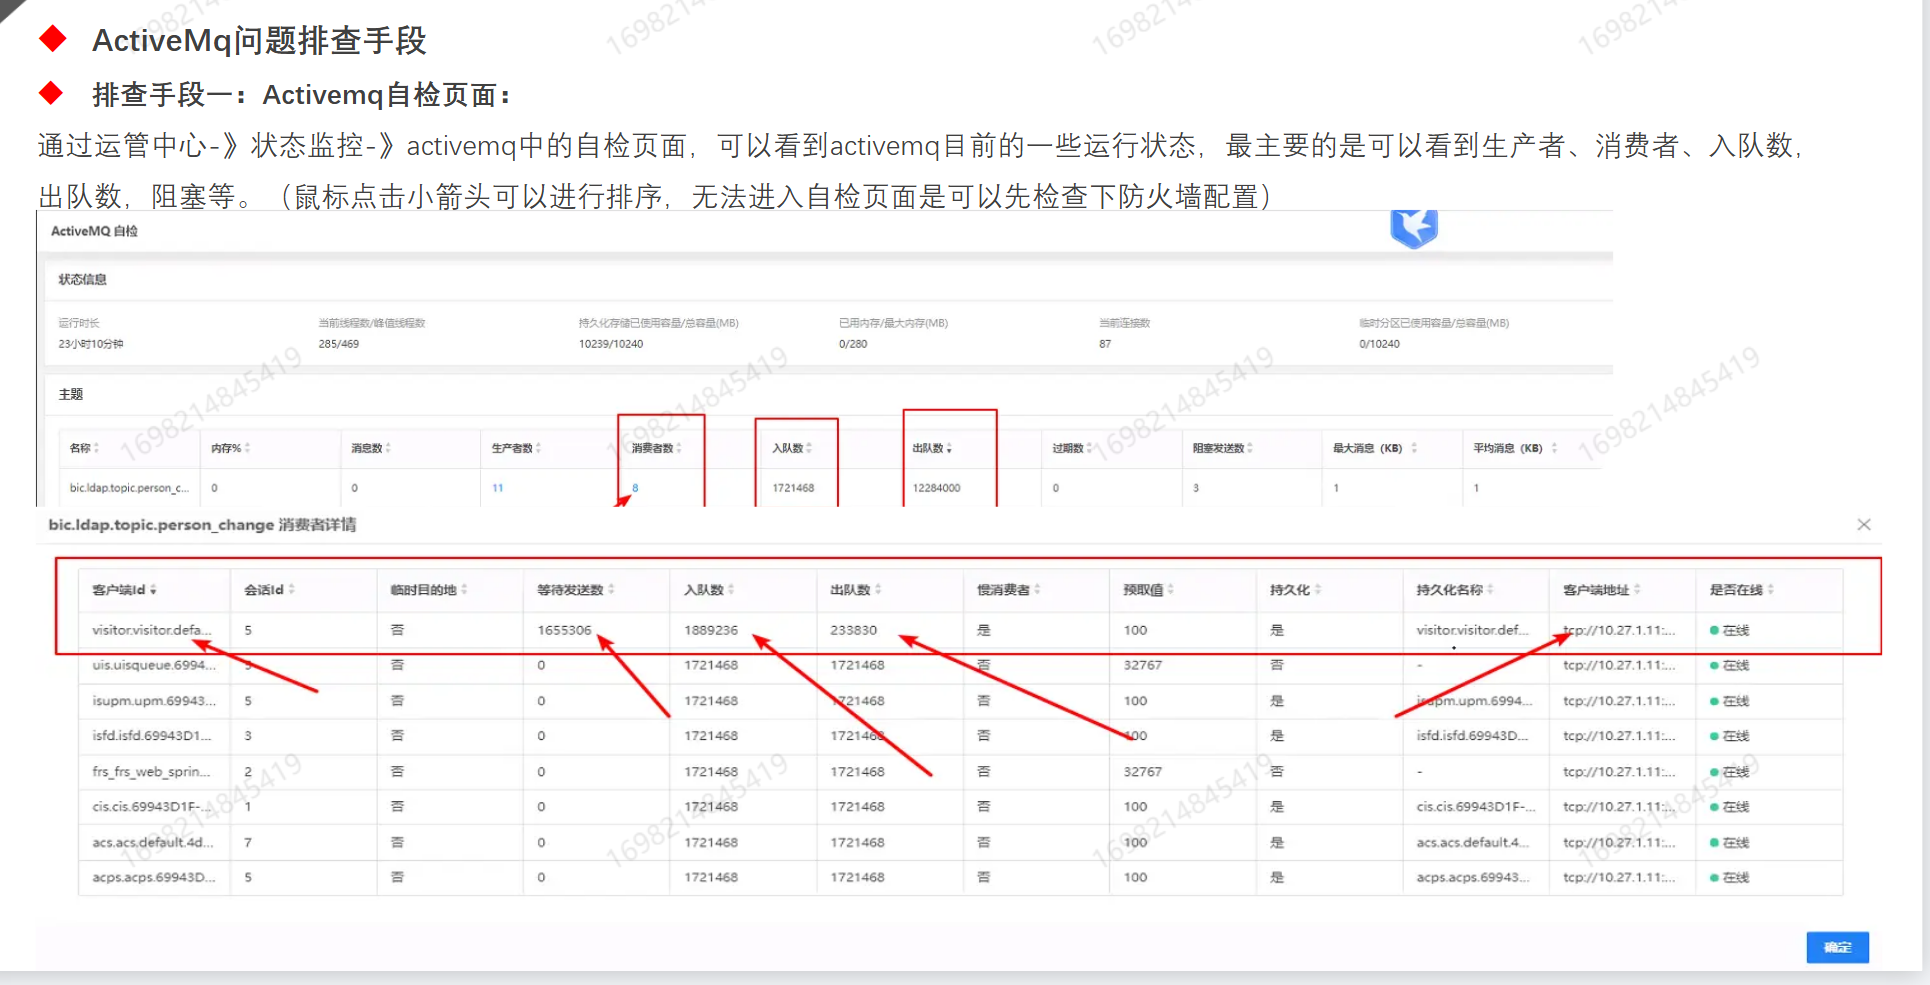 ActiveMq问题排查手段
排查手段一：Activemq自检页面：
通过运管中心-》状态监控-》activemq中的自检页面，可以看到activemq目前的一些运行状态，最主要的是可以看到生产者、消费者、入队数，
出队数，阻塞等。（鼠标点击小箭头可以进行排序，无法进入自检页面是可以先检查下防火墙配置）
ActiveMQ 自检
状态信息
运行时长 当前线程数/峰值线程数 持久化存储已使用容量/总容量(MB) 已用内存/最大内存(MB) 当前连接数 临时分区已使用容量/总容量(MB)
23小时10分钟 285/469 10239/10240 0/280 87 0/10240
主题
名称 内存% 消息数 生产者数 消费者数 入队数 出队数 过期数 阻塞发送数 最大消息（KB） 平均消息（KB）
bic.ldap.topic.person_c... 0 0 11 8 1721468 12284000 0 3 1 1
bic.ldap.topic.person_change 消费者详情
客户端Id 会话Id 临时目的地 等待发送数 入队数 出队数 慢消费者 预取值 持久化 持久化名称 客户端地址 是否在线
visitor.visitor.defa... 5 否 1655306 1889236 233830 是 100 是 visitor.visitor.def... tcp://10.27.1.11:... 在线
uis.uisqueue.6994... 否 0 1721468 1721468 否 32767 否 - tcp://10.27.1.11:... 在线
isupm.upm.69943... 5 否 0 1721468 1721468 否 100 是 isupm.upm.69943... tcp://10.27.1.11:... 在线
isfd.isfd.69943D1... 3 否 0 1721468 1721468 否 100 是 isfd.isfd.69943D... tcp://10.27.1.11:... 在线
frs_frs_web_sprin... 2 否 0 1721468 1721468 否 32767 否 - tcp://10.27.1.11:... 在线
cis.cis.69943D1F-... 1 否 0 1721468 1721468 否 100 是 cis.cis.69943D1F-... tcp://10.27.1.11:... 在线
acs.acs.default.4d... 7 否 0 1721468 1721468 否 100 是 acs.acs.default.4... tcp://10.27.1.11:... 在线
acps.acps.69943D... 5 否 0 1721468 1721468 否 100 是 acps.acps.69943... tcp://10.27.1.11:... 在线
确定
1698214845419